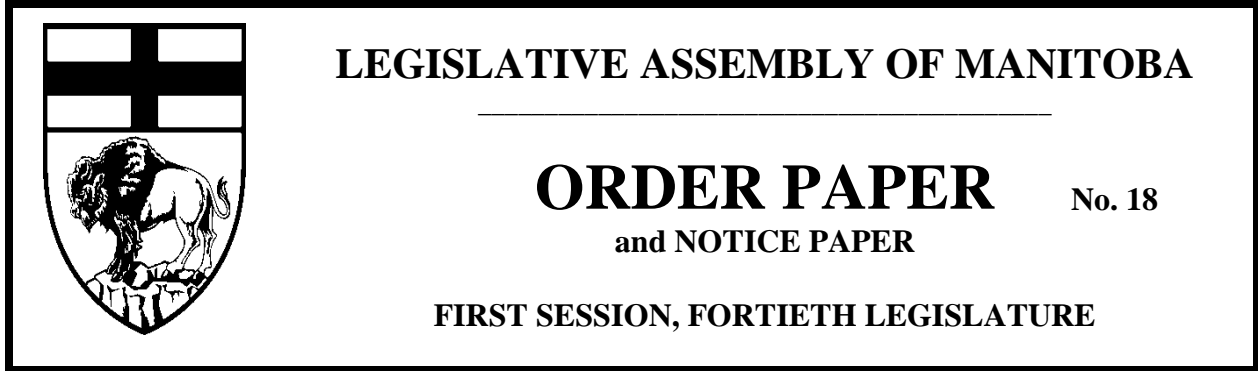 LEGISLATIVE ASSEMBLY OF MANITOBA
ORDER PAPER No. 18
and NOTICE PAPER
FIRST SESSION, FORTIETH LEGISLATURE